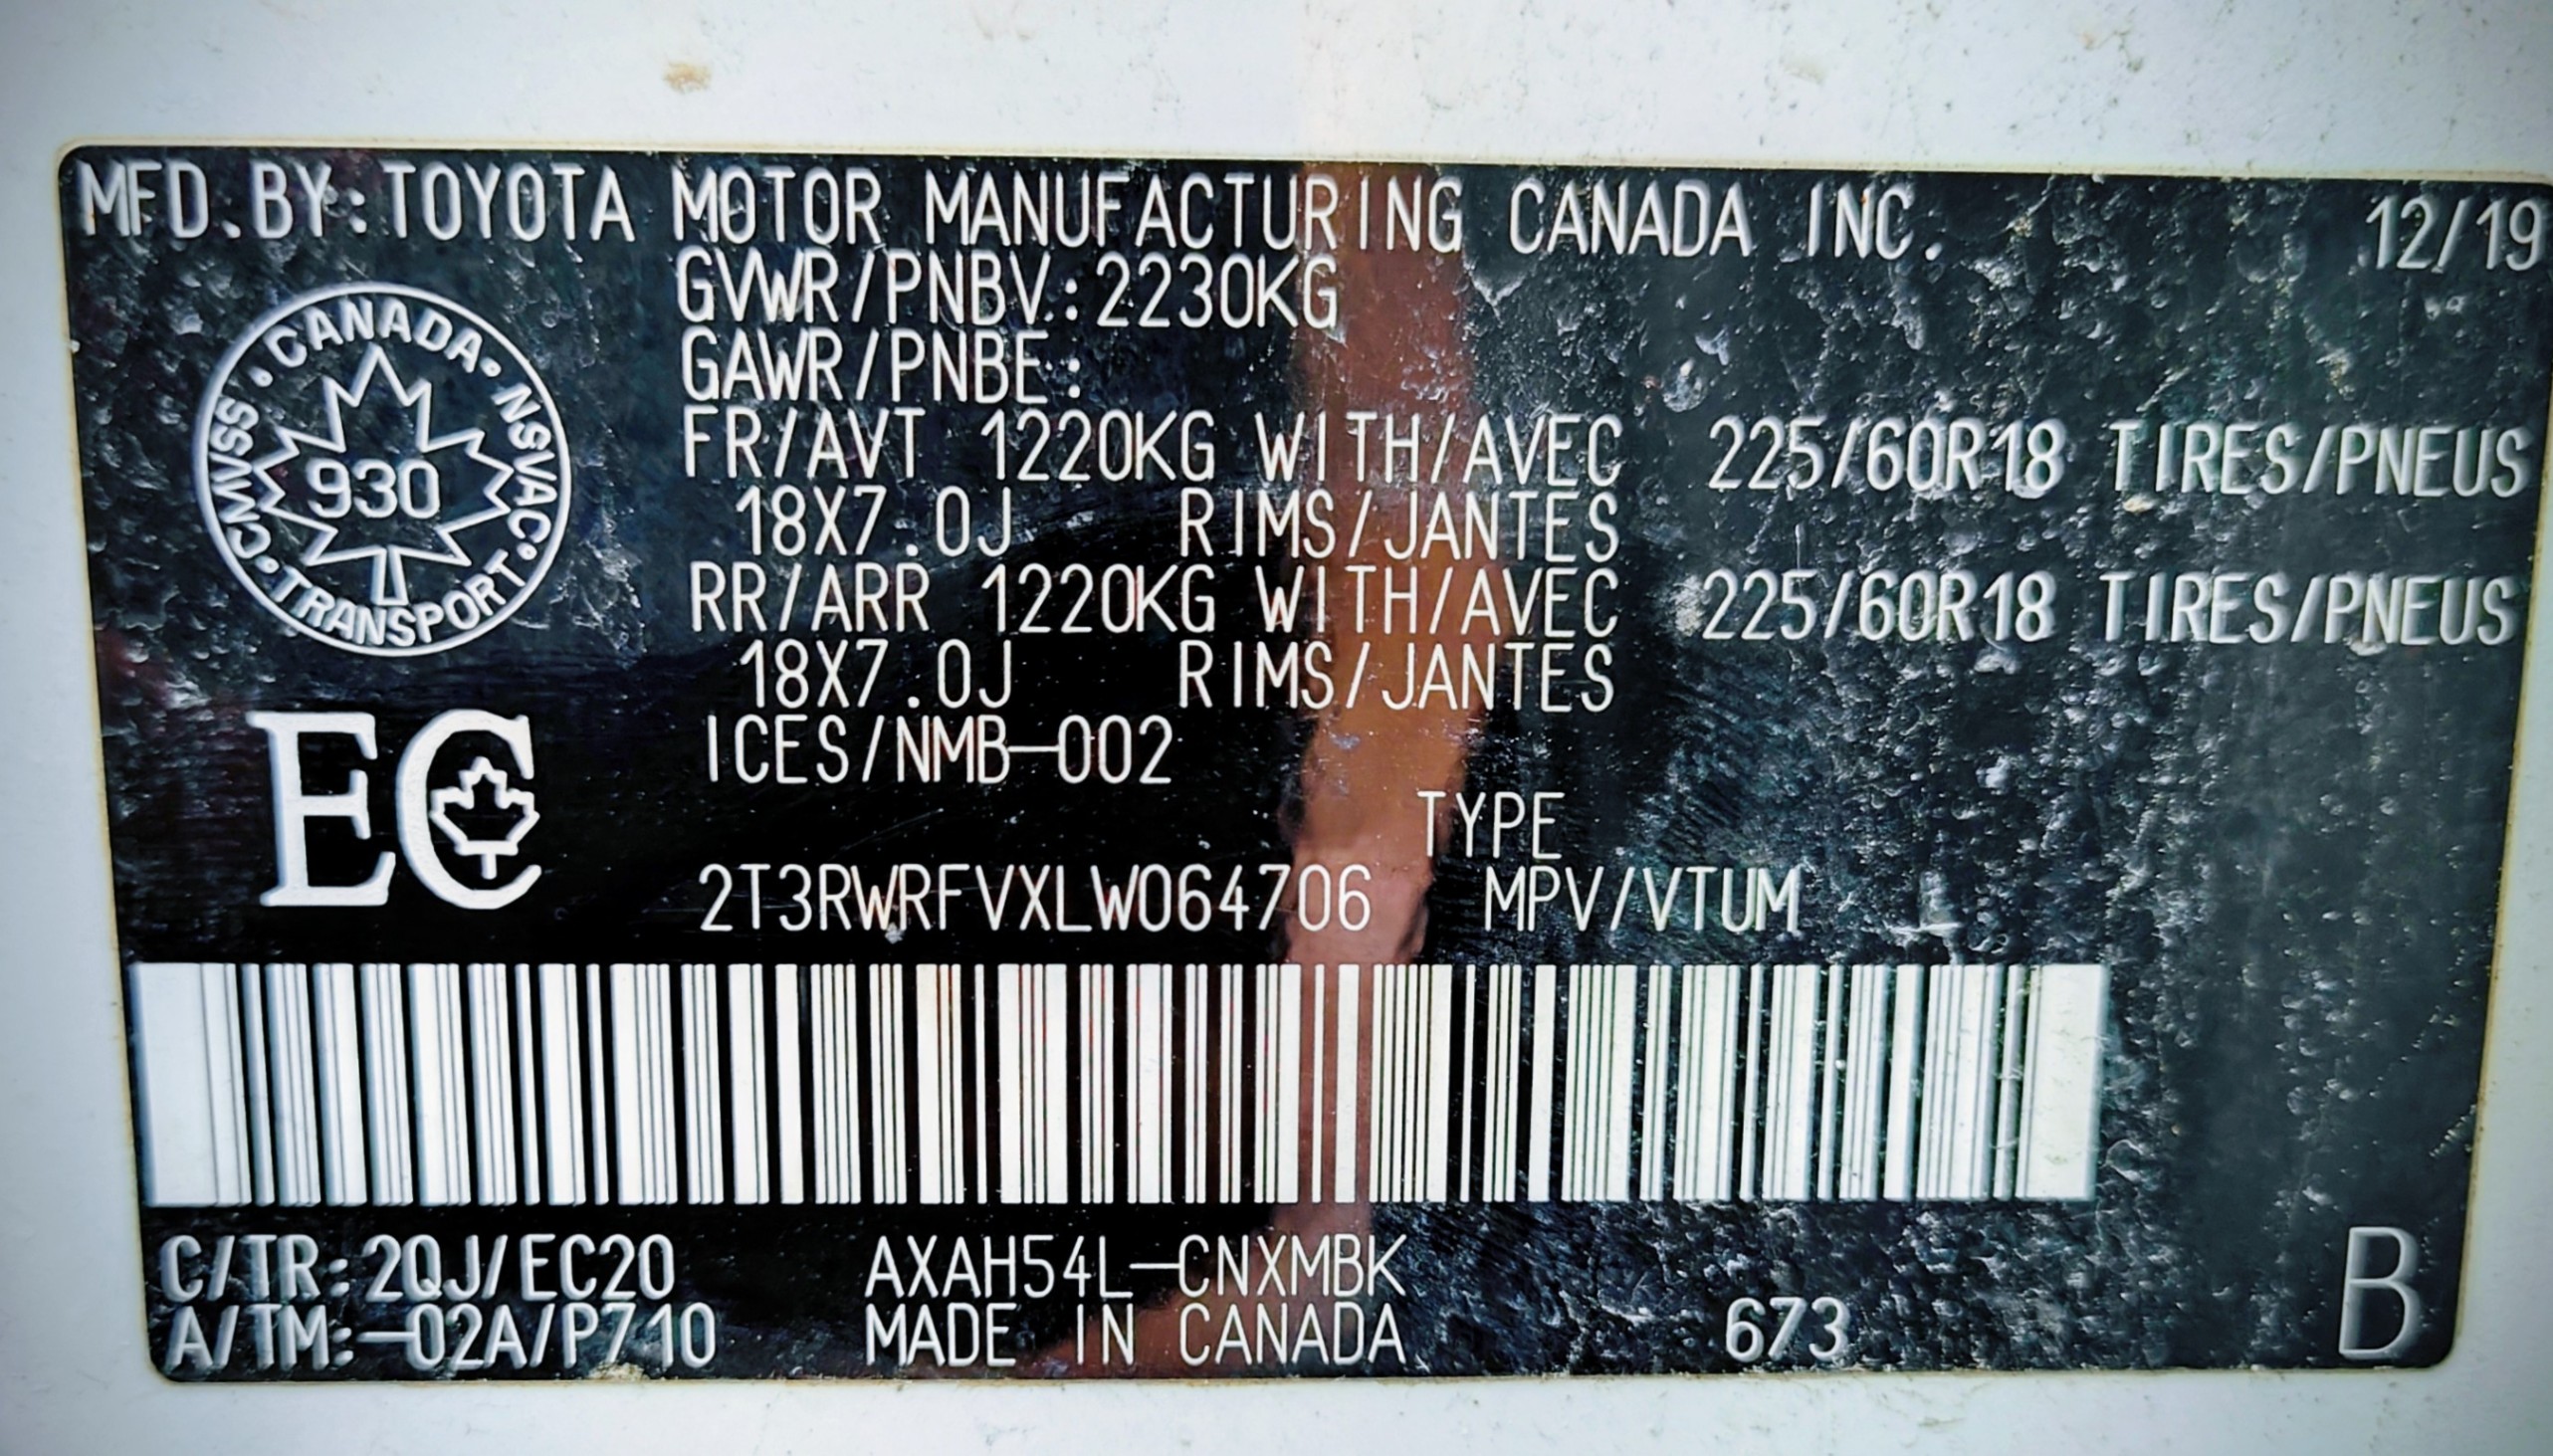 MFD.BY:TOYOTA MOTOR MANUFACTURING CANADA INC. 12/19
GVWR/PNBV:2230KG
GAWR/PNBE:
CANADA • NSVAC • TRANSPORT • CMVSS •
930
FR/AVT 1220KG WITH/AVEC 225/60R18 TIRES/PNEUS
18X7.0J RIMS/JANTES
RR/ARR 1220KG WITH/AVEC 225/60R18 TIRES/PNEUS
18X7.0J RIMS/JANTES
ICES/NMB-002
EC
TYPE
2T3RWRFVXLW064706 MPV/VTUM
C/TR:2QJ/EC20 AXAH54L-CNXMBK
A/TM:-02A/P710 MADE IN CANADA 673 B